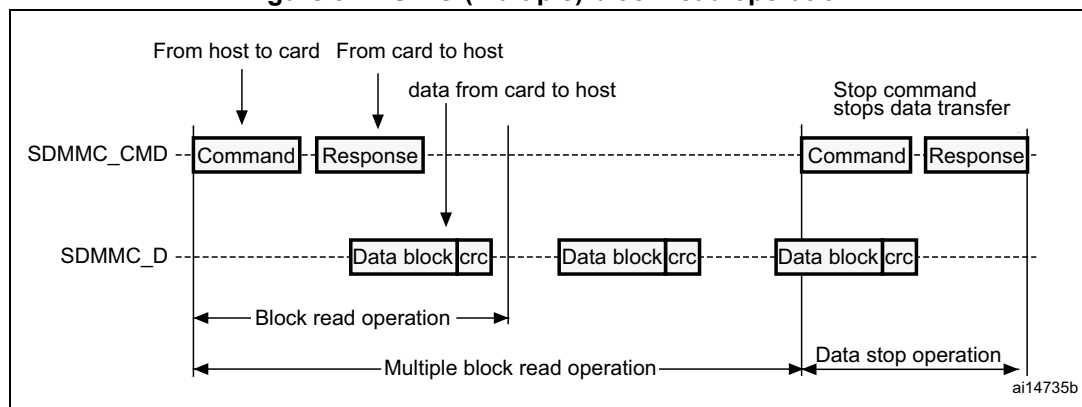 From host to card From card to host
data from card to host
Stop command
stops data transfer
SDMMC_CMD Command Response Command Response
SDMMC_D Data block crc Data block crc Data block crc
Block read operation
Multiple block read operation
Data stop operation
ai14735b